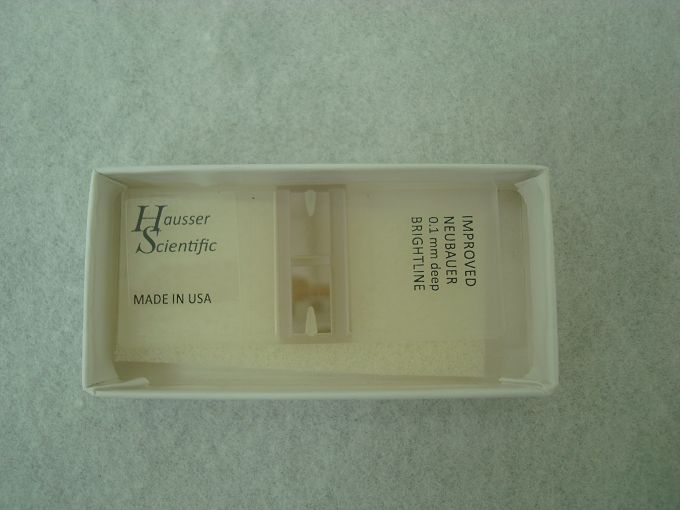 Hausser
Scientific
MADE IN USA
IMPROVED
NEUBAUER
0.1 mm deep
BRIGHTLINE